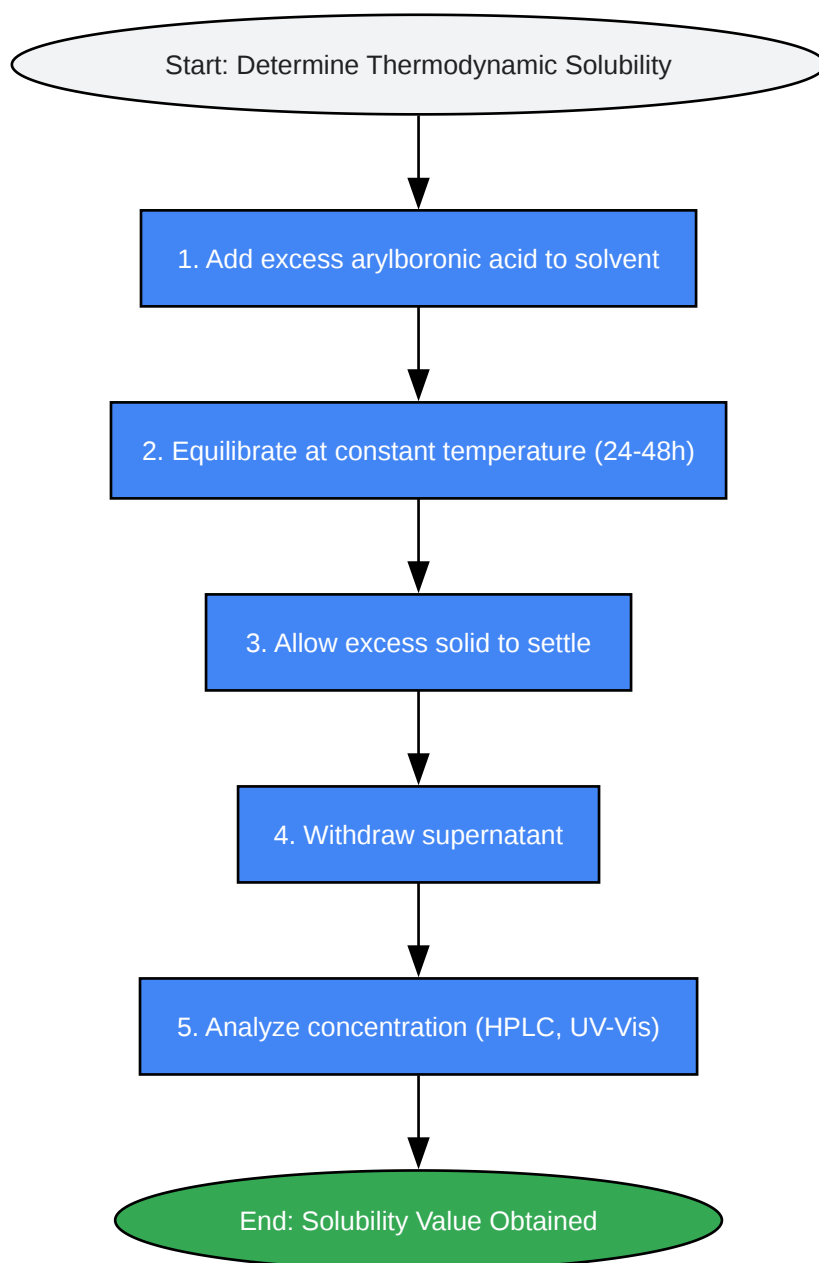 Start: Determine Thermodynamic Solubility
1. Add excess arylboronic acid to solvent
2. Equilibrate at constant temperature (24-48h)
3. Allow excess solid to settle
4. Withdraw supernatant
5. Analyze concentration (HPLC, UV-Vis)
End: Solubility Value Obtained